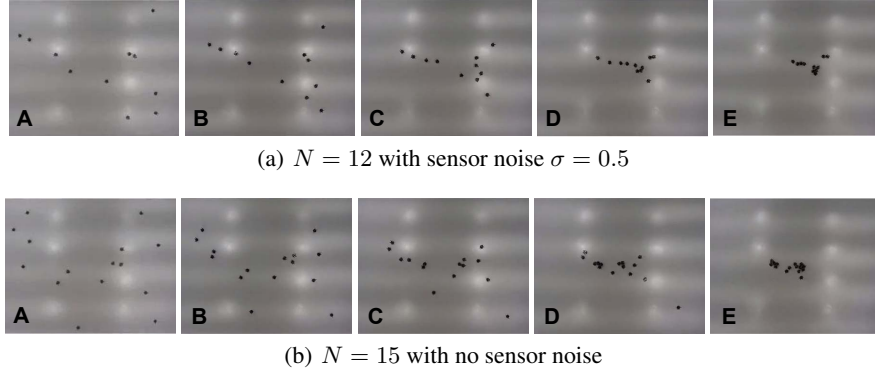 A B C D E
(a) N = 12 with sensor noise σ = 0.5
A B C D E
(b) N = 15 with no sensor noise